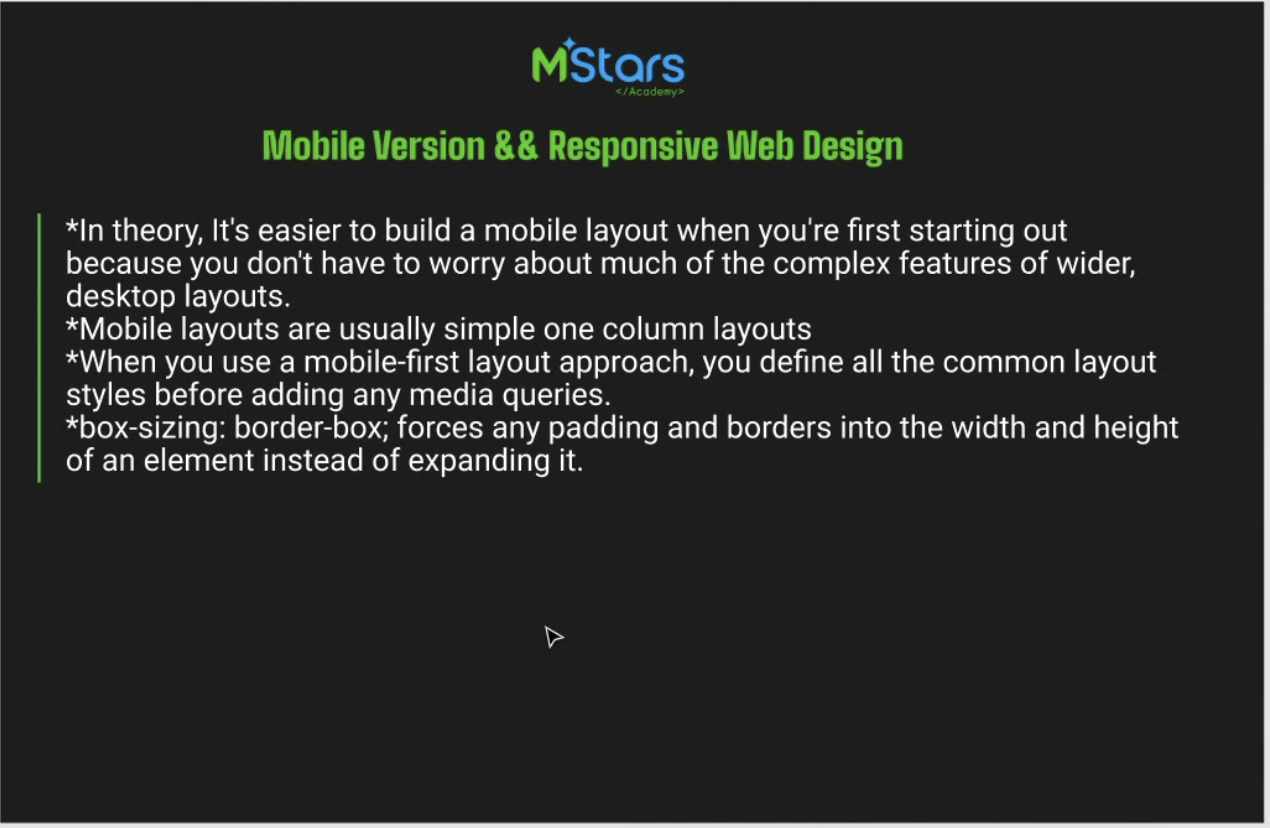 MStars
</Academy>
Mobile Version && Responsive Web Design
*In theory, It's easier to build a mobile layout when you're first starting out
because you don't have to worry about much of the complex features of wider,
desktop layouts.
*Mobile layouts are usually simple one column layouts
*When you use a mobile-first layout approach, you define all the common layout
styles before adding any media queries.
*box-sizing: border-box; forces any padding and borders into the width and height
of an element instead of expanding it.